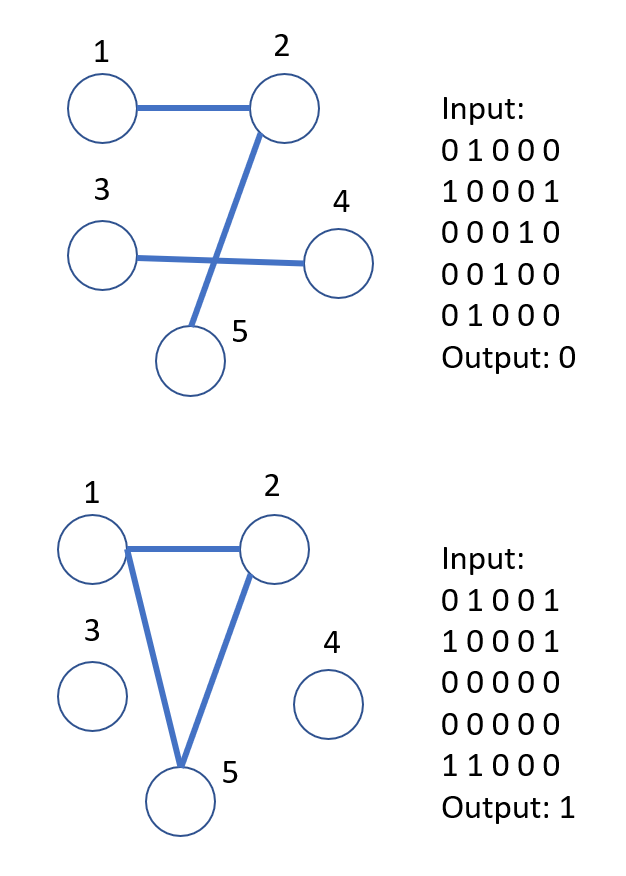 1
2
3
4
5
Input:
0 1 0 0 0
1 0 0 0 1
0 0 0 1 0
0 0 1 0 0
0 1 0 0 0
Output: 0
1
2
3
4
5
Input:
0 1 0 0 1
1 0 0 0 1
0 0 0 0 0
0 0 0 0 0
1 1 0 0 0
Output: 1